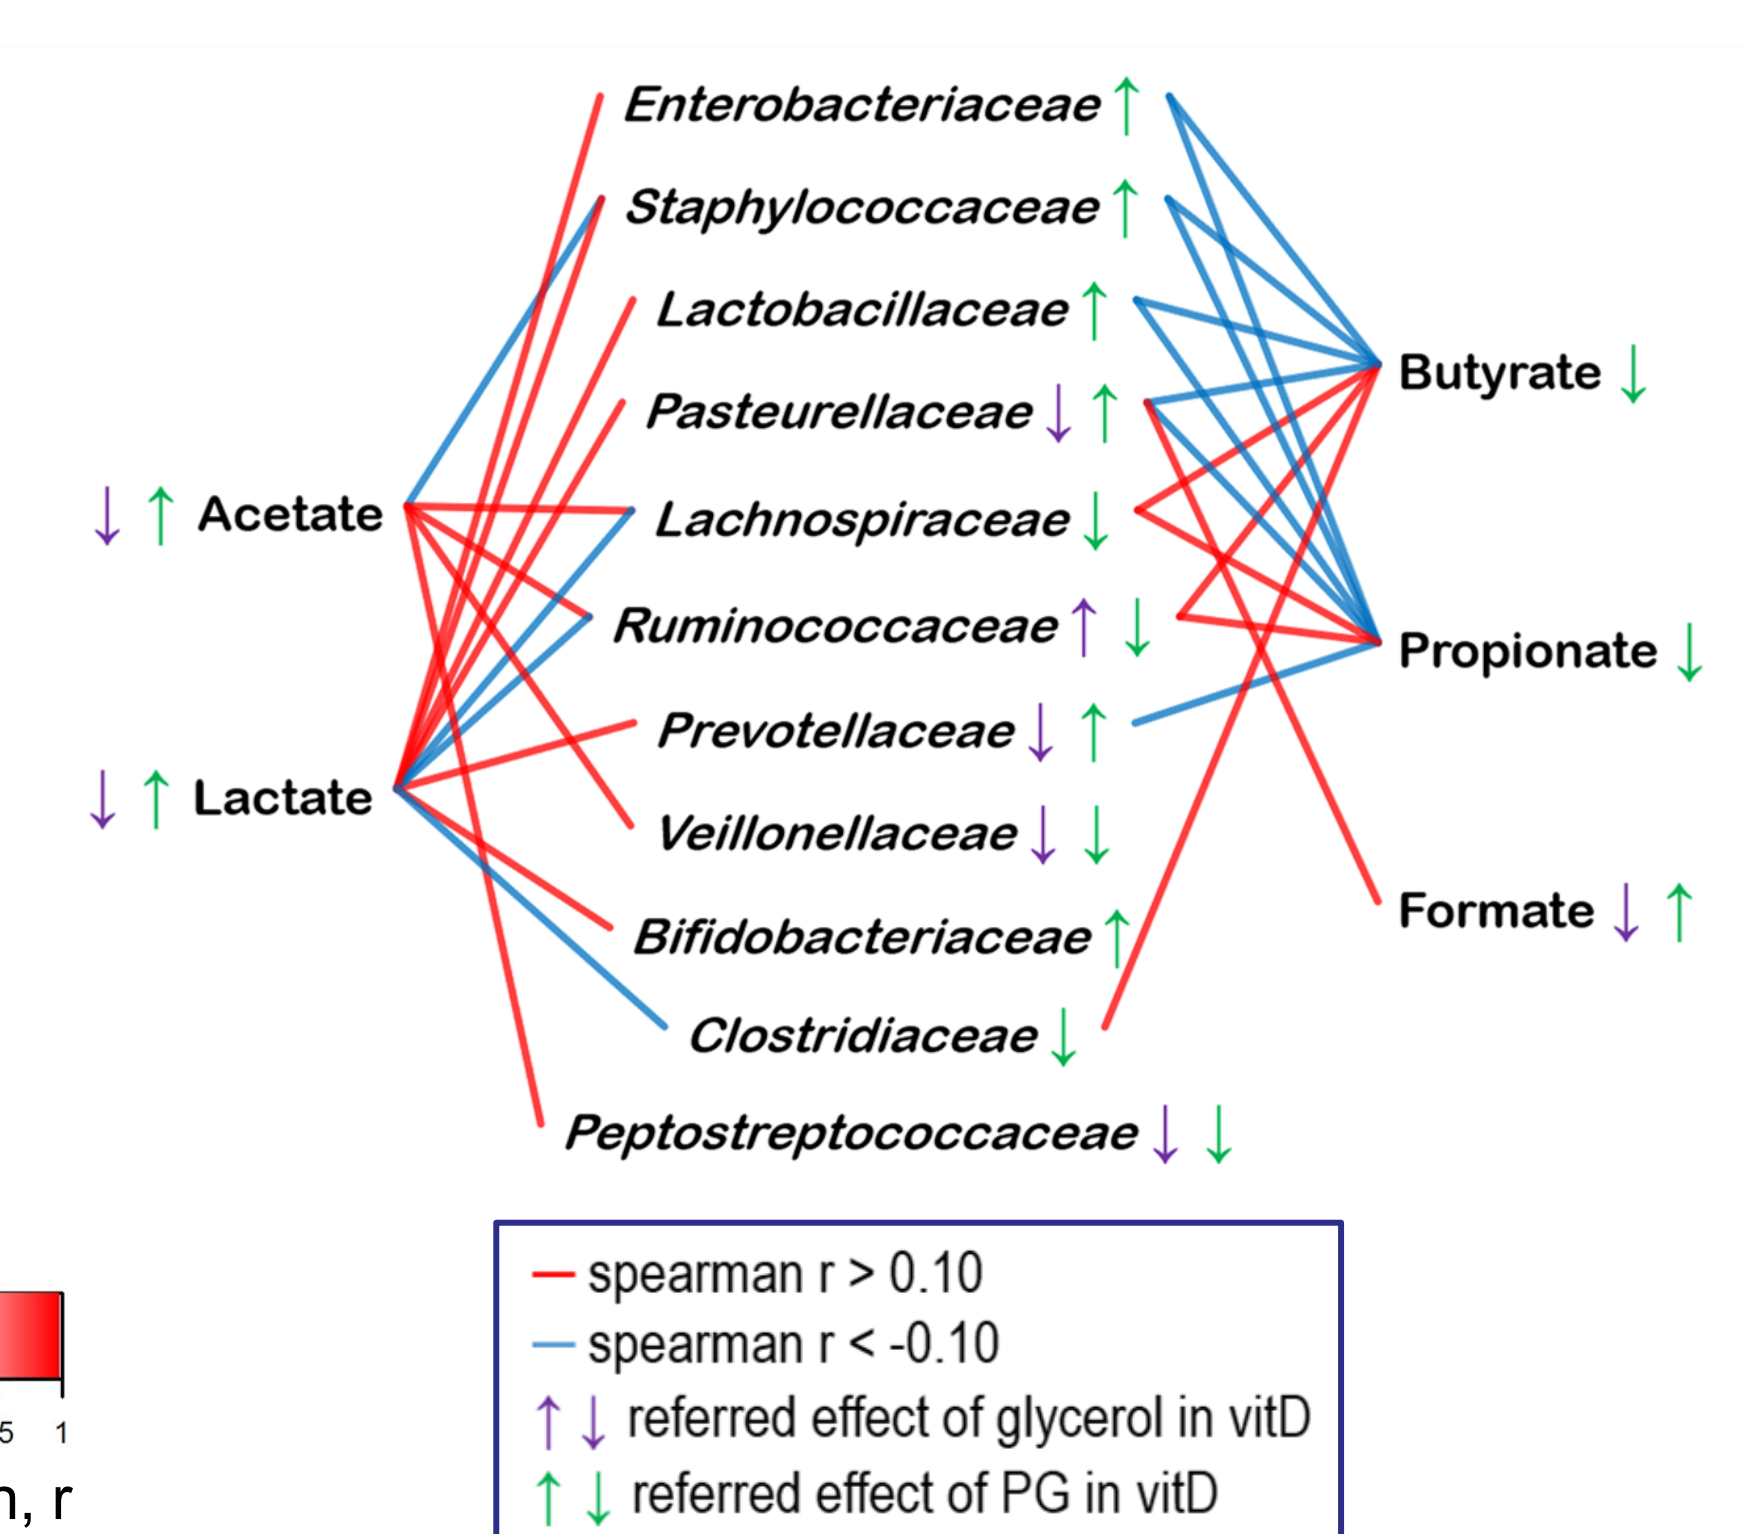 Enterobacteriaceae ↑
Staphylococcaceae ↑
Lactobacillaceae ↑
Butyrate ↓
Pasteurellaceae ↓ ↑
↓ ↑ Acetate
Lachnospiraceae ↓
Ruminococcaceae ↑ ↓
Propionate ↓
Prevotellaceae ↓ ↑
↓ ↑ Lactate
Veillonellaceae ↓ ↓
Formate ↓ ↑
Bifidobacteriaceae ↑
Clostridiaceae ↓
Peptostreptococcaceae ↓ ↓
spearman r > 0.10
spearman r < -0.10
↑ ↓ referred effect of glycerol in vitD
↑ ↓ referred effect of PG in vitD
5 1
, r